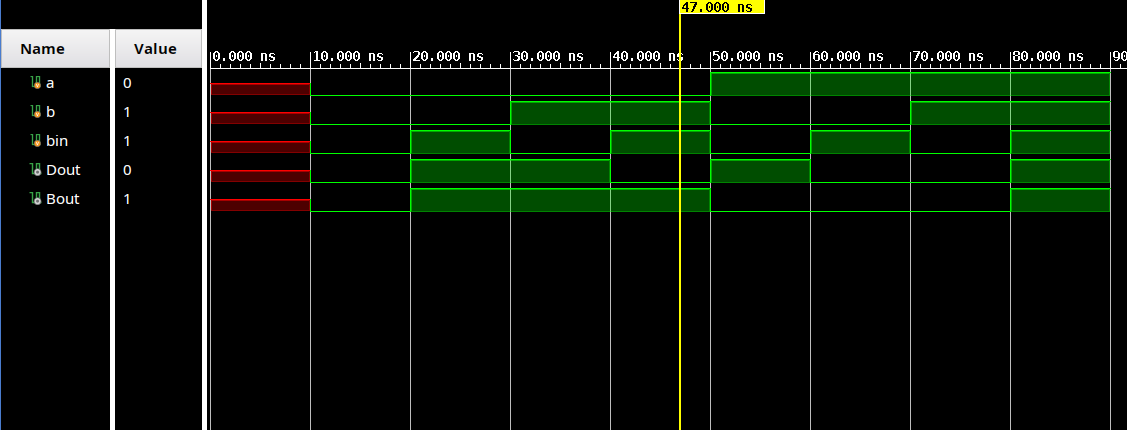 47.000 ns
Name Value
0.000 ns 10.000 ns 20.000 ns 30.000 ns 40.000 ns 50.000 ns 60.000 ns 70.000 ns 80.000 ns 90
a 0
b 1
bin 1
Dout 0
Bout 1